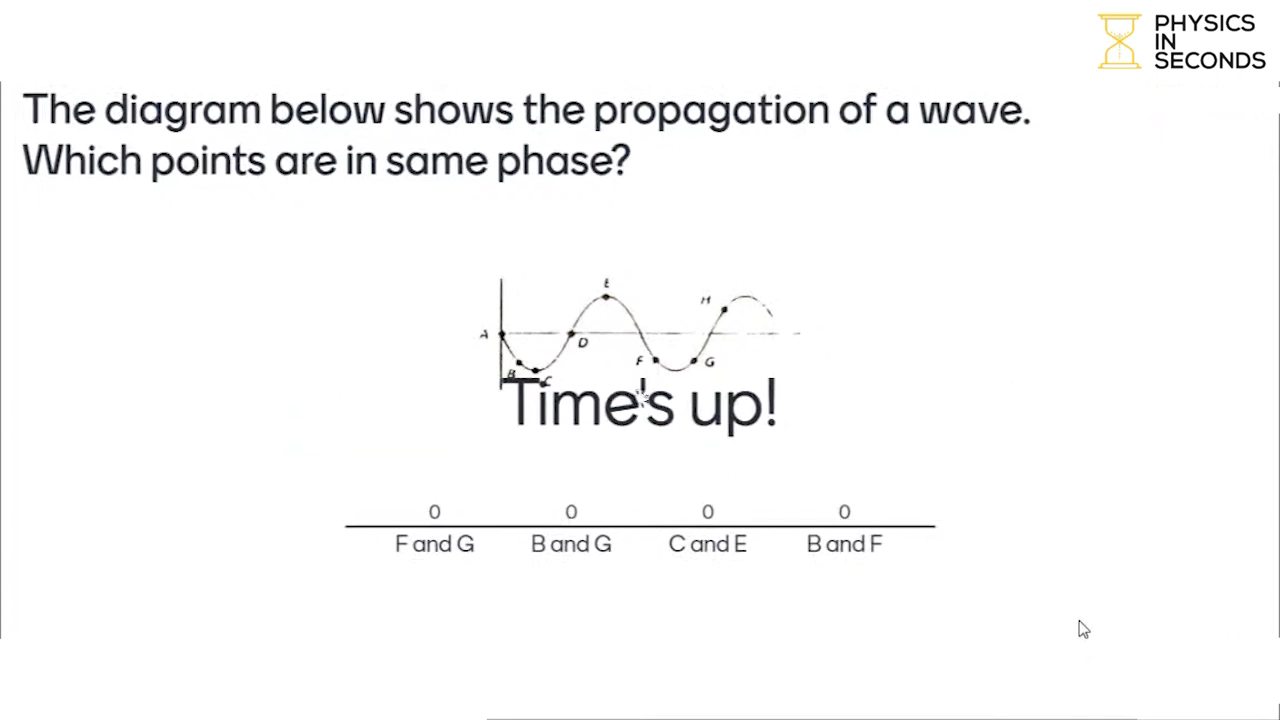 PHYSICS
IN
SECONDS
The diagram below shows the propagation of a wave.
Which points are in same phase?
E
H
A
D
F
G
B
C
Time's up!
0 0 0 0
F and G B and G C and E B and F